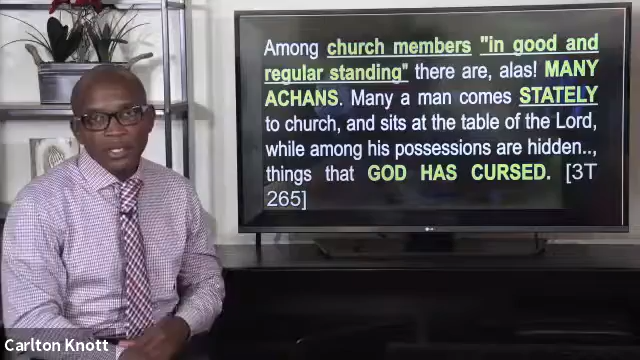 Among church members "in good and
regular standing" there are, alas! MANY
ACHANS. Many a man comes STATELY
to church, and sits at the table of the Lord,
while among his possessions are hidden..,
things that GOD HAS CURSED. [3T
265]
LG
Carlton Knott